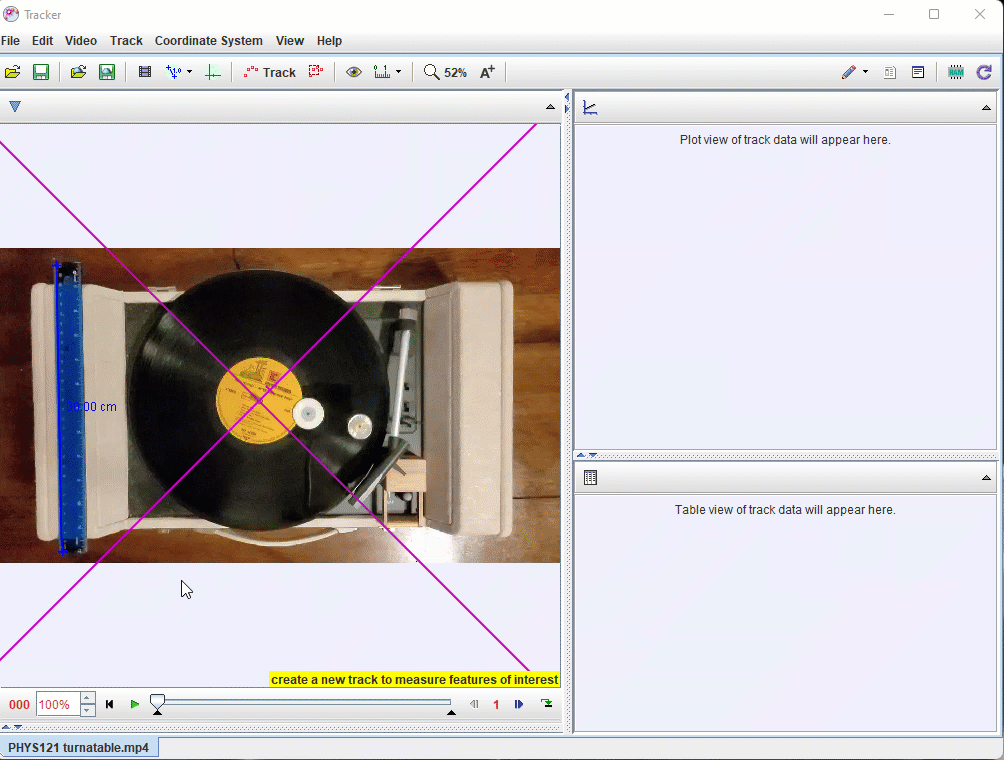 Tracker
File Edit Video Track Coordinate System View Help
Track 52% A+
Plot view of track data will appear here.
00 cm
Table view of track data will appear here.
create a new track to measure features of interest
000 100% 1
PHYS121 turnatable.mp4